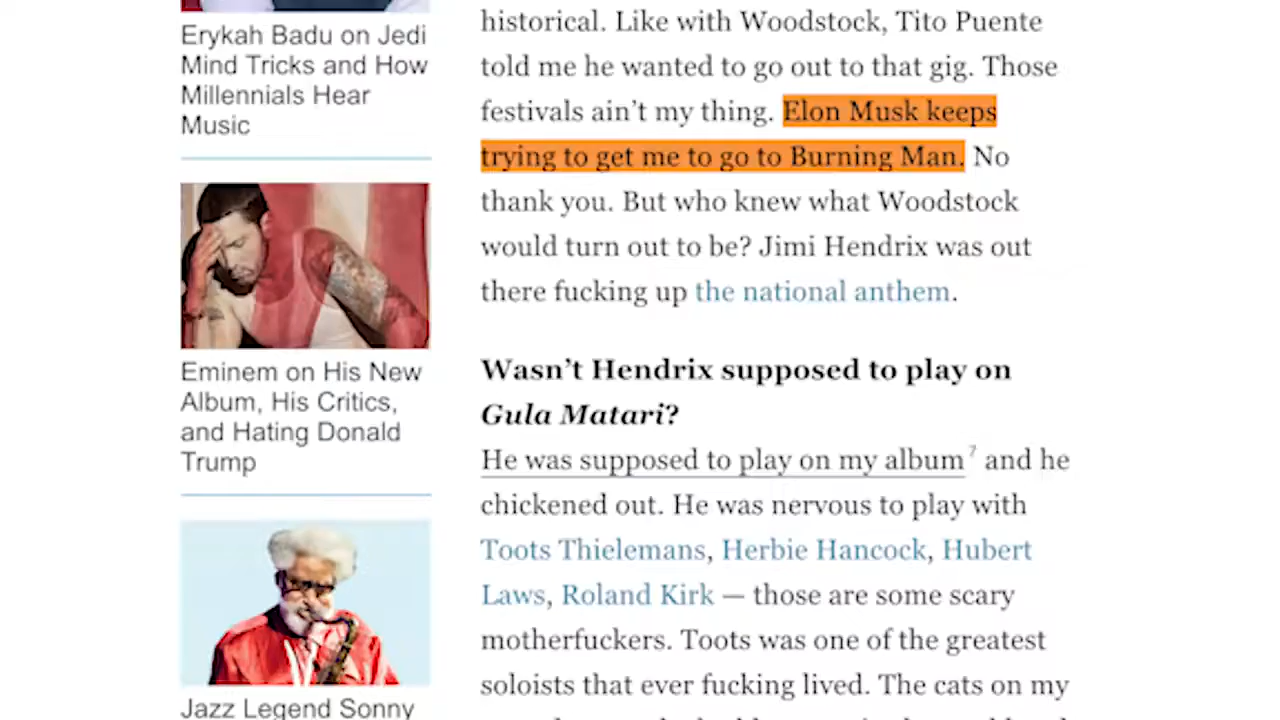 Erykah Badu on Jedi
Mind Tricks and How
Millennials Hear
Music
Eminem on His New
Album, His Critics,
and Hating Donald
Trump
Jazz Legend Sonny
historical. Like with Woodstock, Tito Puente
told me he wanted to go out to that gig. Those
festivals ain’t my thing. Elon Musk keeps
trying to get me to go to Burning Man. No
thank you. But who knew what Woodstock
would turn out to be? Jimi Hendrix was out
there fucking up the national anthem.
Wasn’t Hendrix supposed to play on
Gula Matari?
He was supposed to play on my album 7 and he
chickened out. He was nervous to play with
Toots Thielemans, Herbie Hancock, Hubert
Laws, Roland Kirk — those are some scary
motherfuckers. Toots was one of the greatest
soloists that ever fucking lived. The cats on my